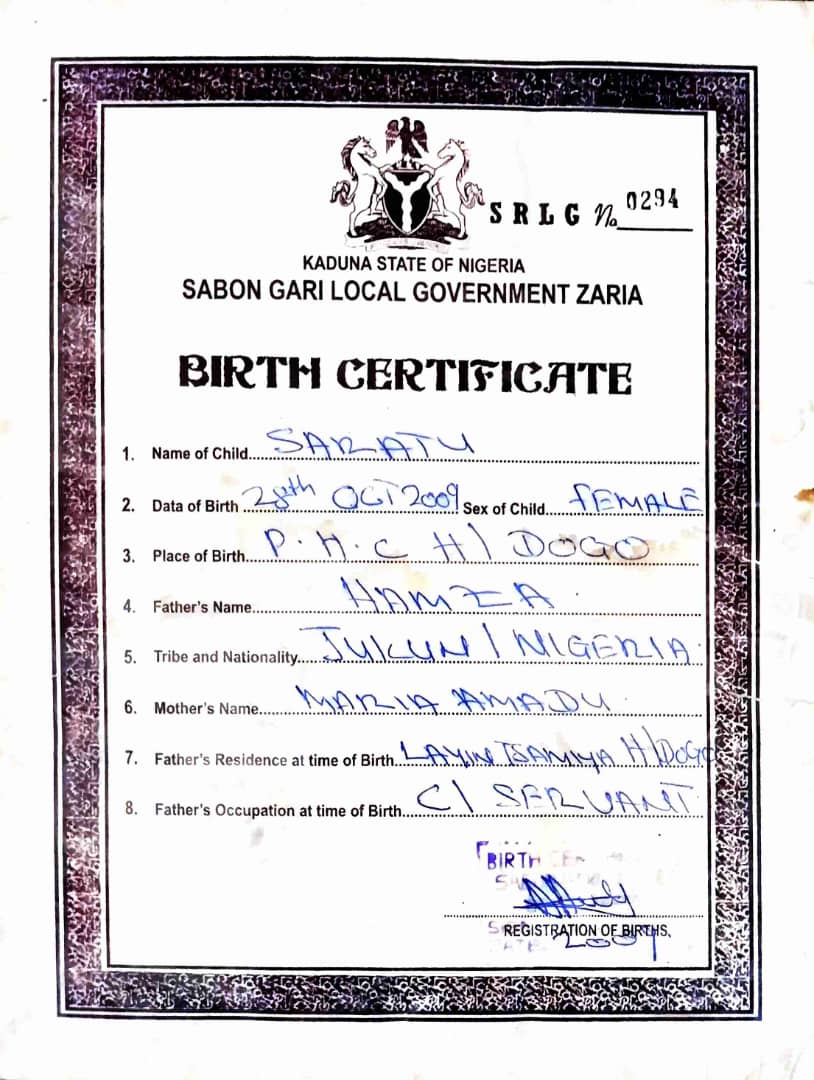 SRLG No. 0294
KADUNA STATE OF NIGERIA
SABON GARI LOCAL GOVERNMENT ZARIA
BIRTH CERTIFICATE
1. Name of Child SARATU
2. Data of Birth 28th OCT 2009 Sex of Child FEMALE
3. Place of Birth P.H.C H/DOGO
4. Father's Name HAMZA
5. Tribe and Nationality JUKUN/NIGERIA
6. Mother's Name MARIA AMADU
7. Father's Residence at time of Birth LAYIN TSAMIYA H/DOGO
8. Father's Occupation at time of Birth C/SERVANT
BIRTH
REGISTRATION OF BIRTHS,
2009